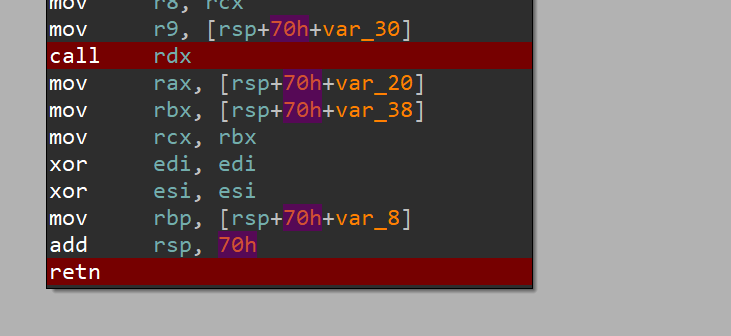 mov r8, rcx
mov r9, [rsp+70h+var_30]
call rdx
mov rax, [rsp+70h+var_20]
mov rbx, [rsp+70h+var_38]
mov rcx, rbx
xor edi, edi
xor esi, esi
mov rbp, [rsp+70h+var_8]
add rsp, 70h
retn